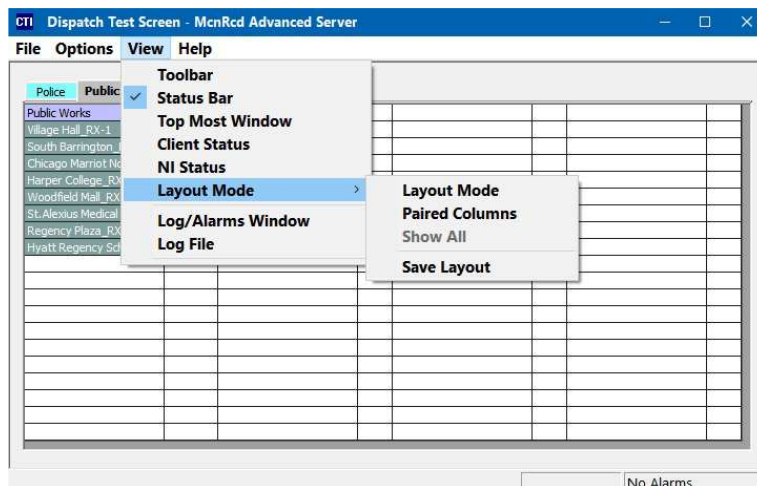 CTI Dispatch Test Screen - McnRcd Advanced Server
File Options View Help
Police Public
Toolbar
Status Bar
Top Most Window
Client Status
NI Status
Layout Mode
Log/Alarms Window
Log File
Layout Mode
Paired Columns
Show All
Save Layout
Public Works
Village Hall_RX-1
South Barrington_
Chicago Marriot No
Harper College_RX
Woodfield Mall_RX
St.Alexius Medical
Regency Plaza_RX
Hyatt Regency Sch
No Alarms